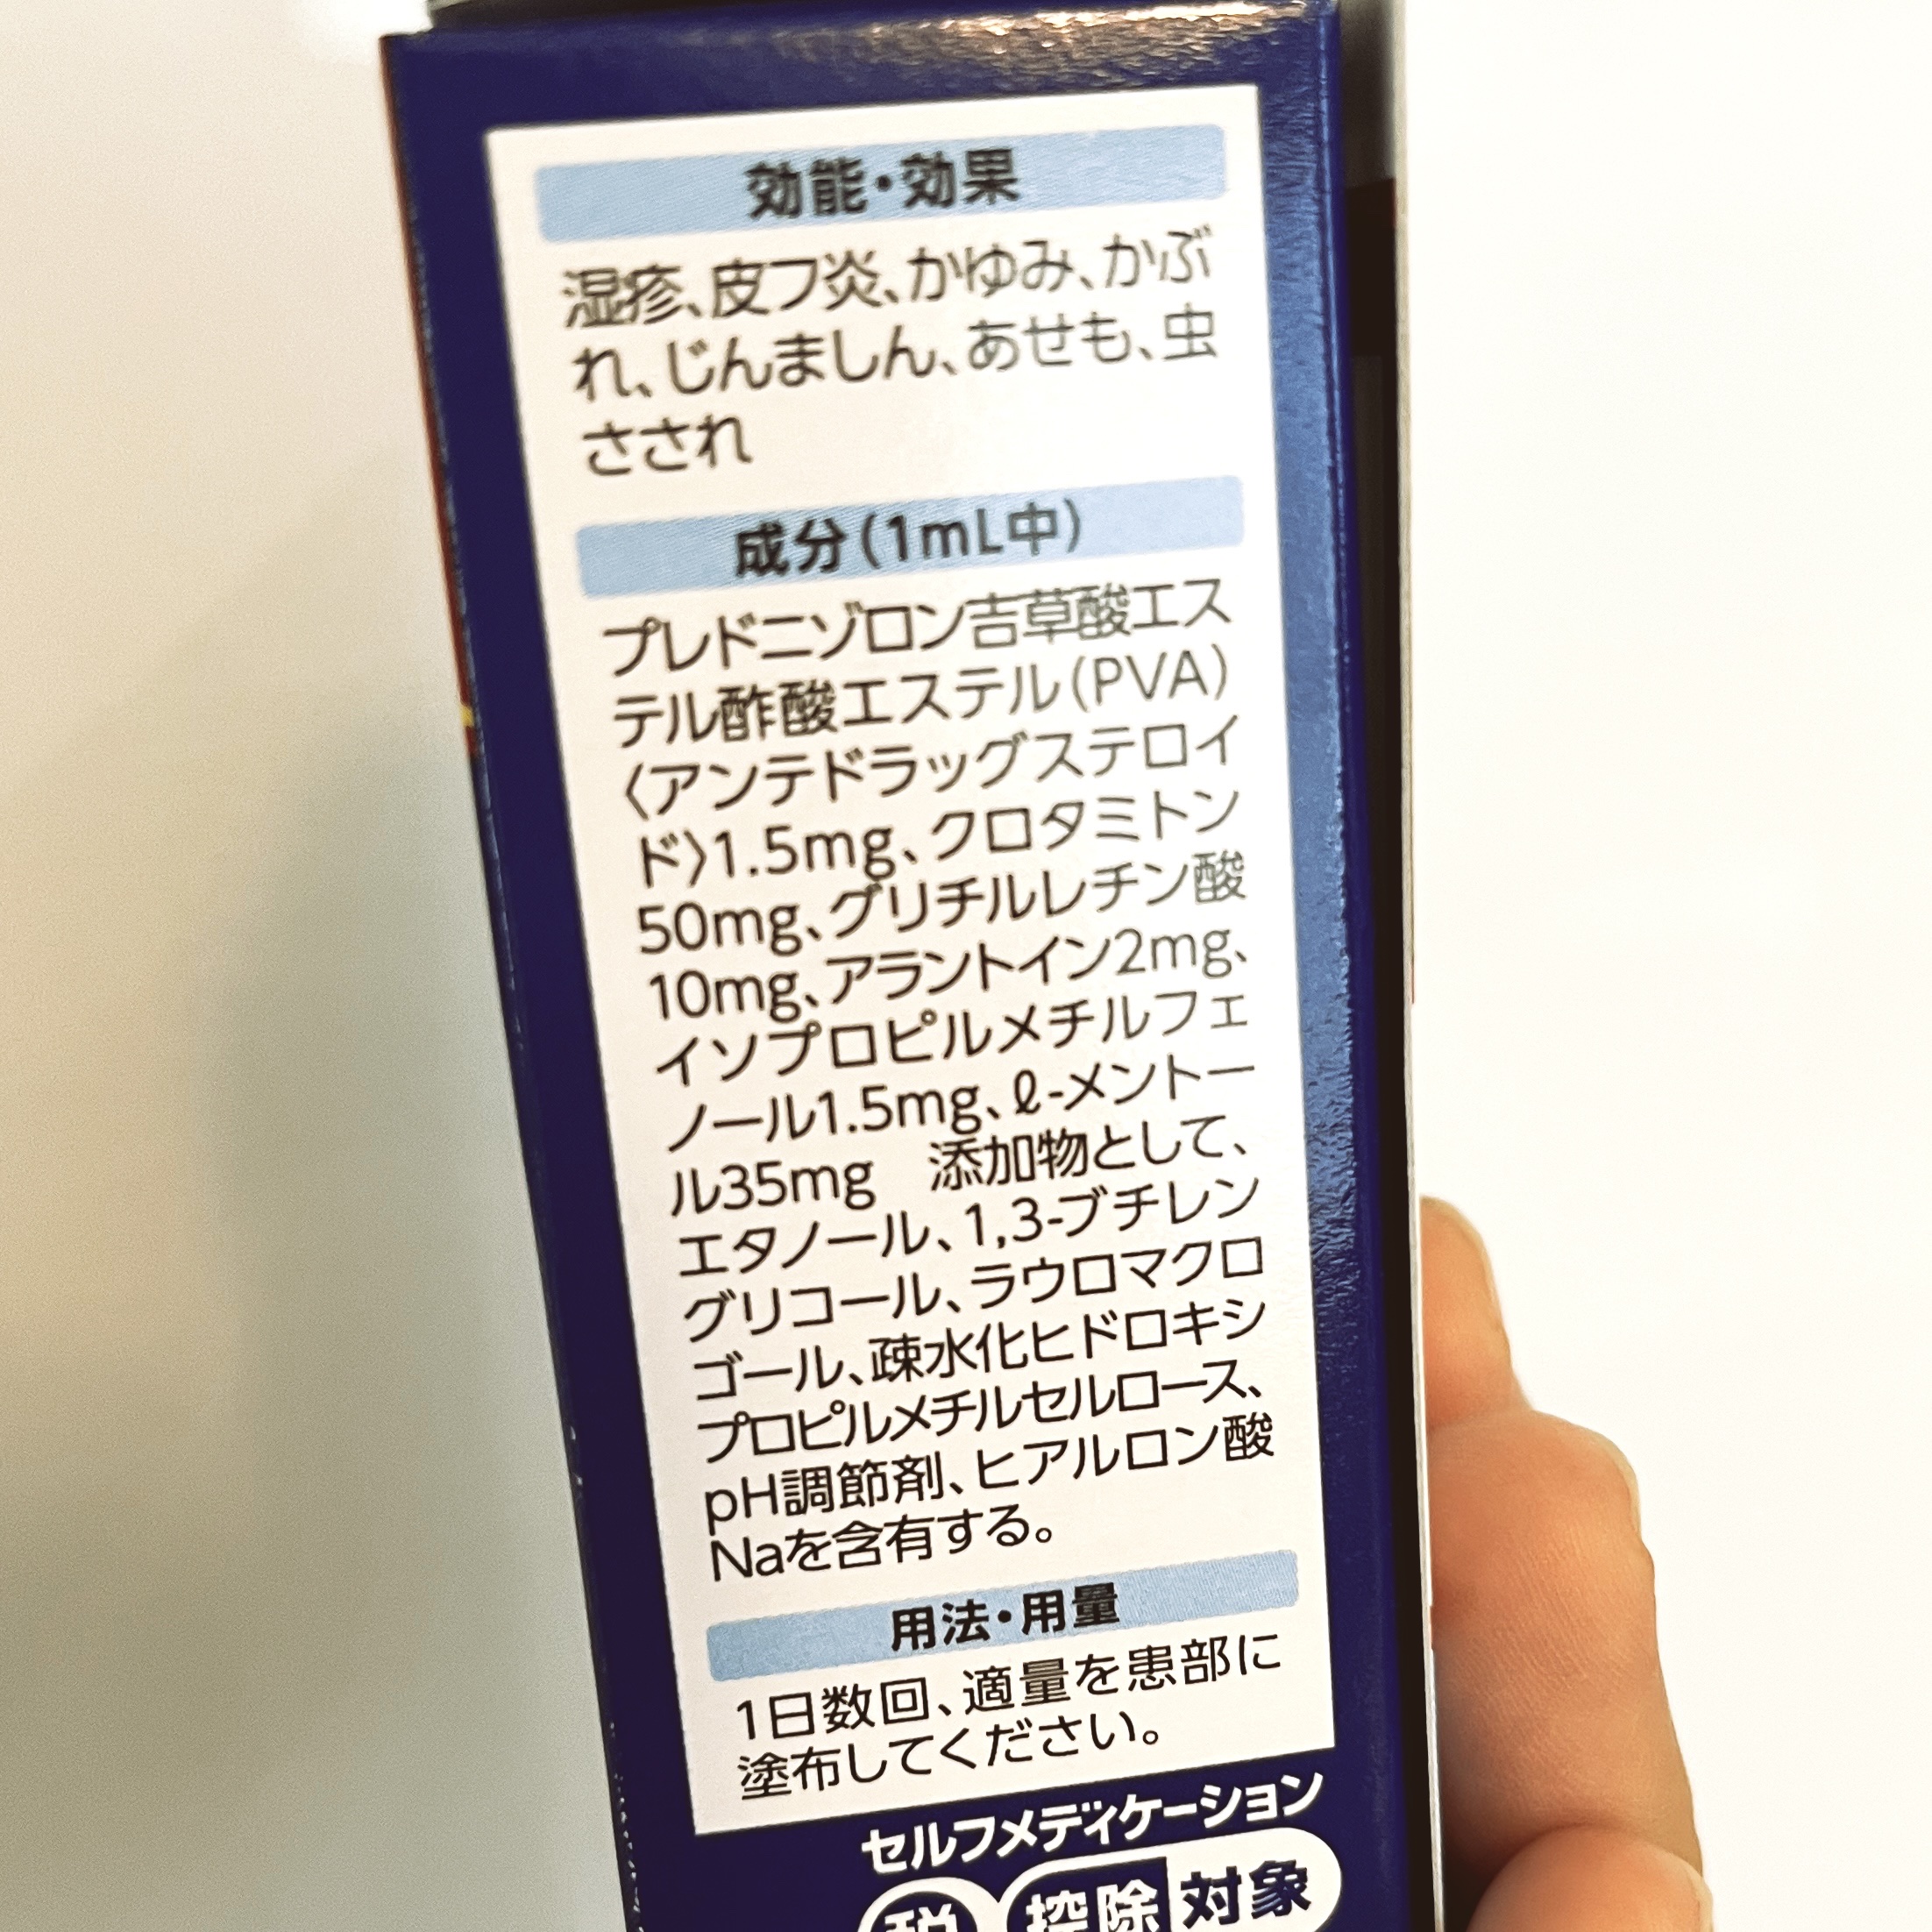 効能・効果
湿疹、皮フ炎、かゆみ、かぶ
れ、じんましん、あせも、虫
さされ
成分(1mL中)
プレドニゾロン吉草酸エス
テル酢酸エステル(PVA)
〈アンテドラッグステロイ
ド〉1.5mg、クロタミトン
50mg、グリチルレチン酸
10mg、アラントイン2mg、
イソプロピルメチルフェ
ノール1.5mg、ℓ-メントー
ル35mg　添加物として、
エタノール、1,3-ブチレン
グリコール、ラウロマクロ
ゴール、疎水化ヒドロキシ
プロピルメチルセルロース、
pH調節剤、ヒアルロン酸
Naを含有する。
用法・用量
1日数回、適量を患部に
塗布してください。
セルフメディケーション
税 控除 対象